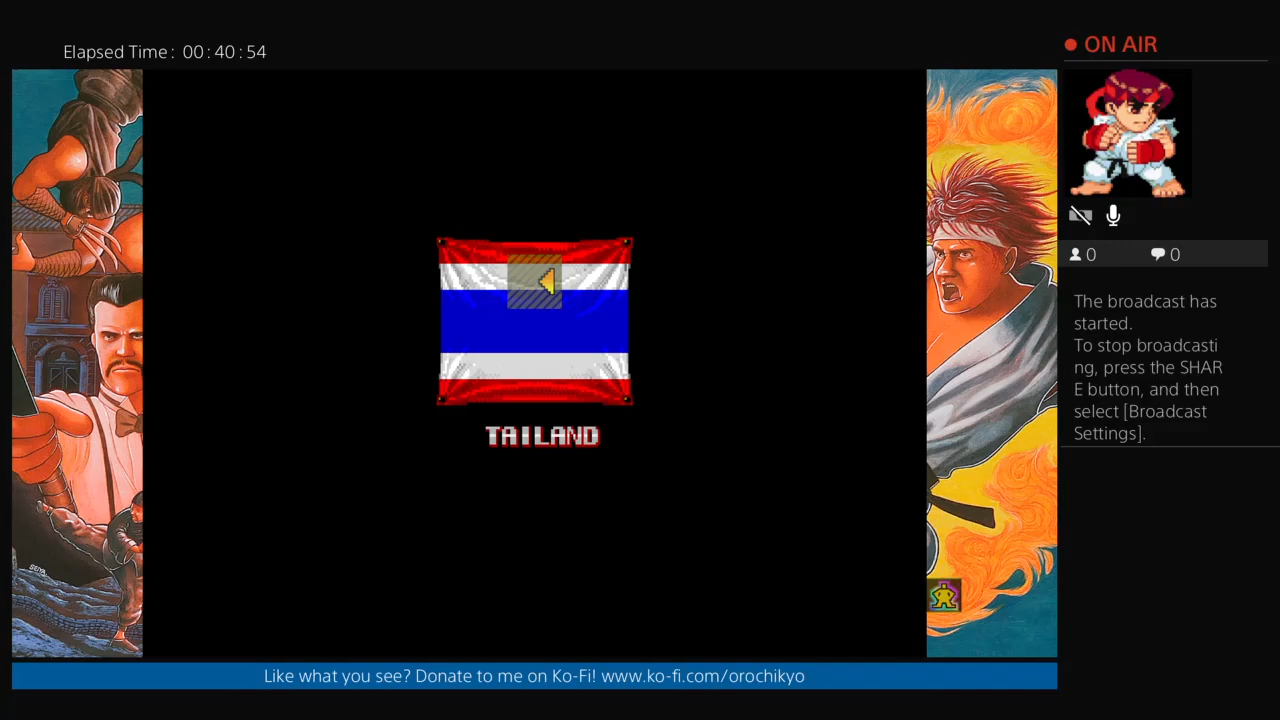 Elapsed Time: 00:40:54
ON AIR
0 0
The broadcast has
started.
To stop broadcasti
ng, press the SHAR
E button, and then
select [Broadcast
Settings].
TAILAND
SEIYA
Like what you see? Donate to me on Ko-Fi! www.ko-fi.com/orochikyo